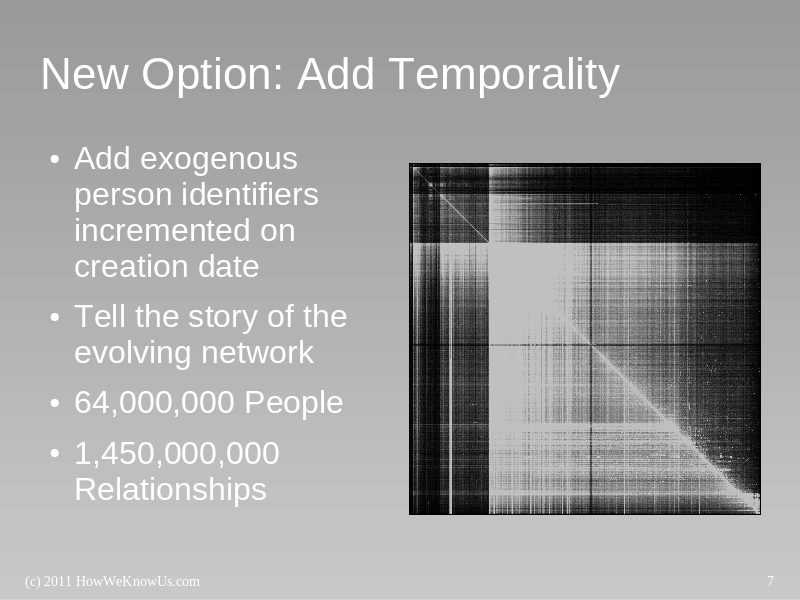 New Option: Add Temporality
• Add exogenous
person identifiers
incremented on
creation date
• Tell the story of the
evolving network
• 64,000,000 People
• 1,450,000,000
Relationships
(c) 2011 HowWeKnowUs.com
7